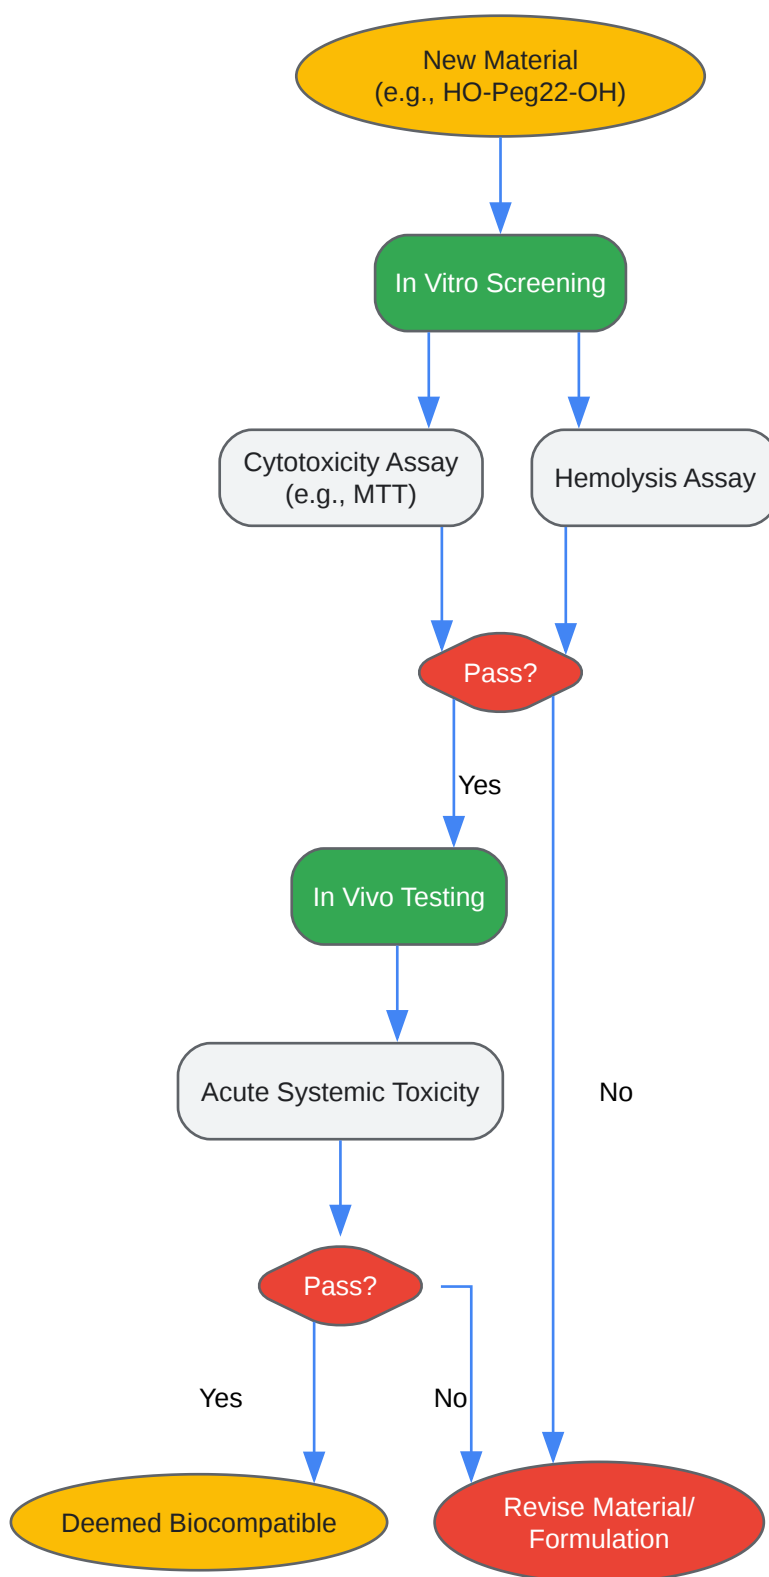 New Material
(e.g., HO-Peg22-OH)
In Vitro Screening
Cytotoxicity Assay
(e.g., MTT)
Hemolysis Assay
Pass?
Yes
In Vivo Testing
Acute Systemic Toxicity
No
Pass?
Yes
No
Deemed Biocompatible
Revise Material/
Formulation